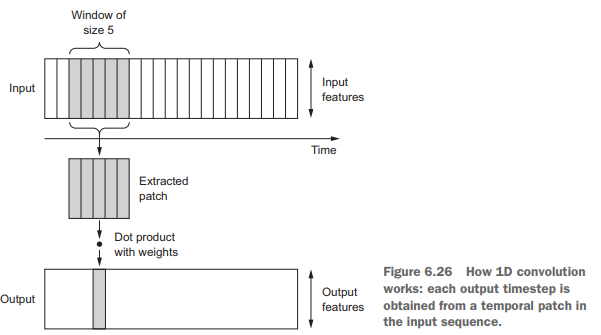 Window of
size 5
Input
Input
features
Time
Extracted
patch
Dot product
with weights
Output
Output
features
Figure 6.26 How 1D convolution
works: each output timestep is
obtained from a temporal patch in
the input sequence.